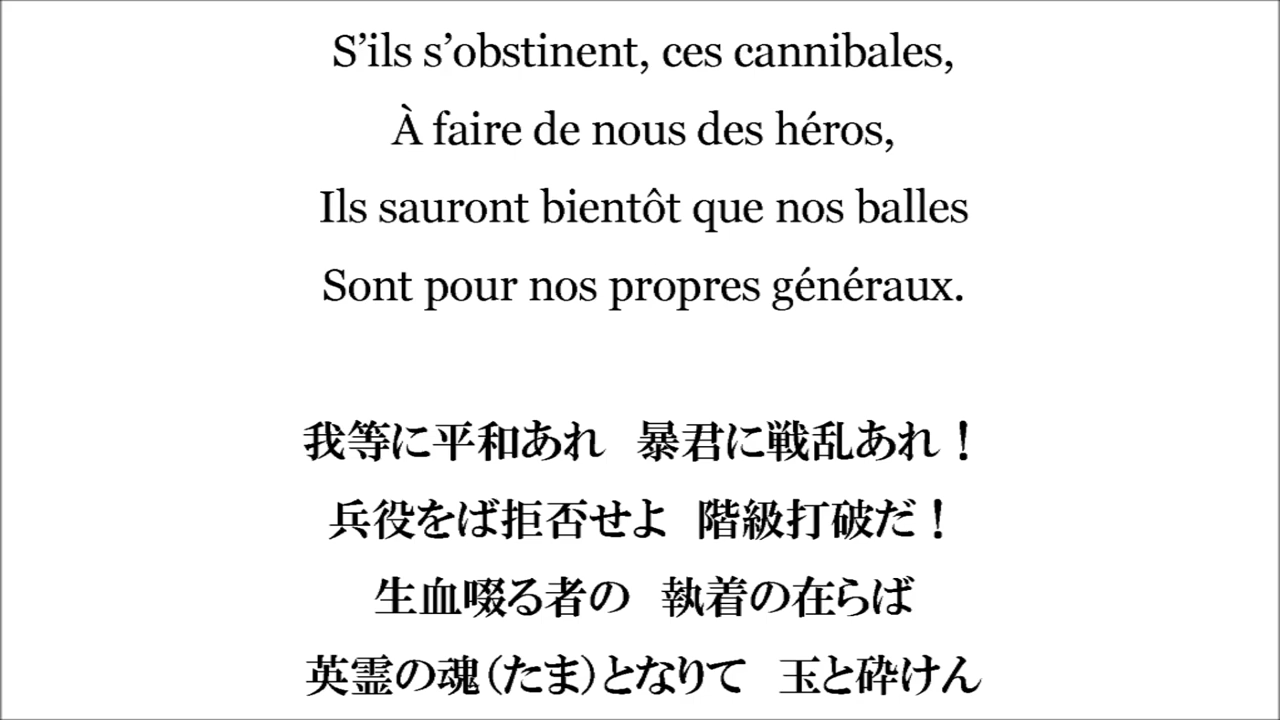 S’ils s’obstinent, ces cannibales,
À faire de nous des héros,
Ils sauront bientôt que nos balles
Sont pour nos propres généraux.
我等に平和あれ　暴君に戦乱あれ！
兵役をば拒否せよ　階級打破だ！
生血啜る者の　執着の在らば
英霊の魂（たま）となりて　玉と砕けん